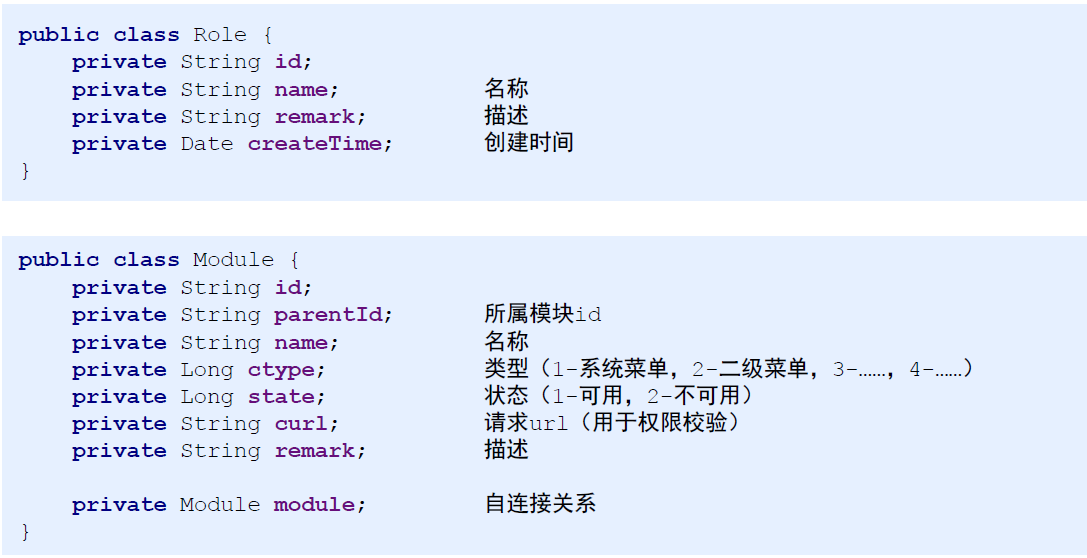 public class Role {
private String id;
private String name; 名称
private String remark; 描述
private Date createTime; 创建时间
}
public class Module {
private String id;
private String parentId; 所属模块id
private String name; 名称
private Long ctype; 类型（1-系统菜单，2-二级菜单，3-……，4-……）
private Long state; 状态（1-可用，2-不可用）
private String curl; 请求url（用于权限校验）
private String remark; 描述
private Module module; 自连接关系
}